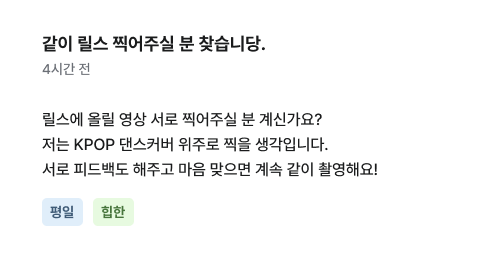 같이 릴스 찍어주실 분 찾습니당.
4시간 전
릴스에 올릴 영상 서로 찍어주실 분 계신가요?
저는 KPOP 댄스커버 위주로 찍을 생각입니다.
서로 피드백도 해주고 마음 맞으면 계속 같이 촬영해요!
평일 힙한